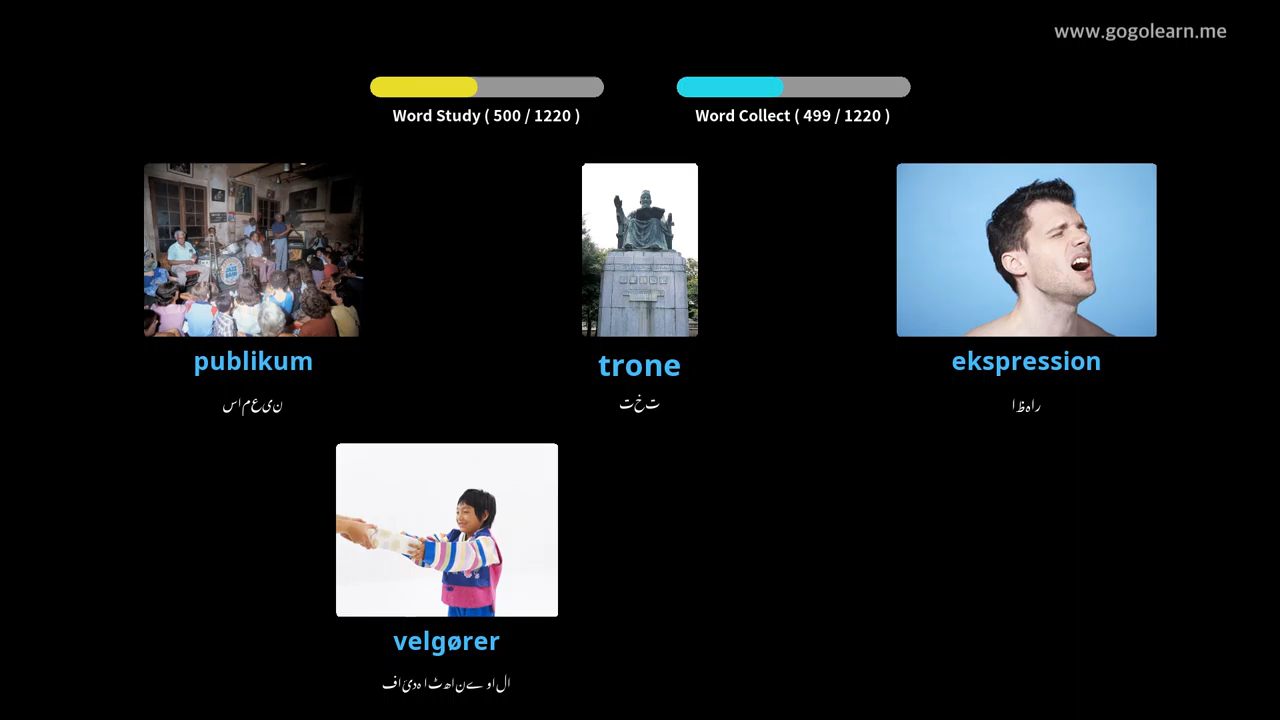 www.gogolearn.me
Word Study ( 500 / 1220 )
Word Collect ( 499 / 1220 )
publikum
سامعین
trone
تخت
ekspression
اظہار
velgører
فائدہ اٹھانے والا